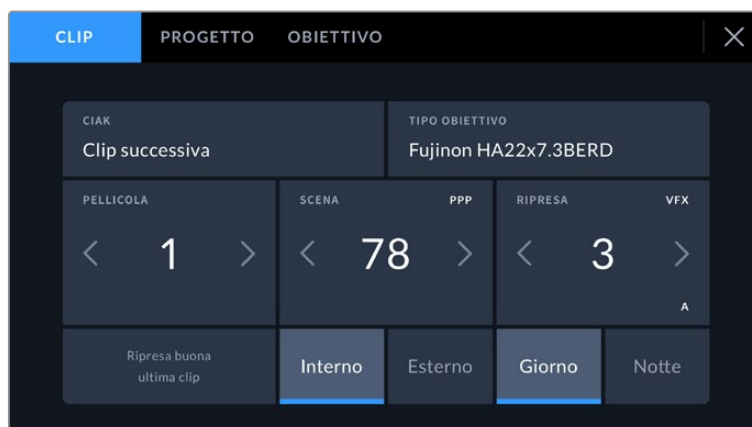 CLIP PROGETTO OBIETTIVO
CIAK TIPO OBIETTIVO
Clip successiva Fujinon HA22x7.3BERD
PELLICOLA SCENA PPP RIPRESA VFX
1 78 3
A
Ripresa buona
ultima clip
Interno Esterno Giorno Notte